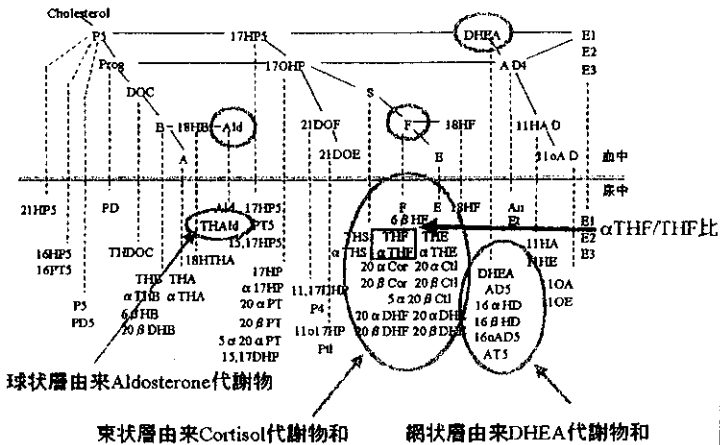 Cholesterol
P5 17HP5 DHEA E1
E2
Prog 17OHP AD4 E3
DOC S
B 18HB Ald 21DOF F 18HF 11HAD
A 21DOE E 11oAD 血中
尿中
21HP5 PD Ald 17HP5 F E 8HF An E1
6βHF Et αTHF/THF比
THAld PT5 THS THF THE E2
15,17HP5 αTHS αTHF αTHE 11HA E3
16HP5 THDOC 18HTHA 20αCor 20αCtl 11HE
16PT5 THB THA 17HP 20βCor 20βCtl DHEA
αTHB αTHA α17HP 11,17DHP 5α20βCtl AD5 11OA
P5 6βHB 20αPT P4 20αDHF 20αDHE 16αHD 11OE
PD5 20βDHB 20βPT 11o17HP 20βDHF 20βDHE 16βHD
5α20βPT Ptl 16αAD5
15,17DHP AT5
球状層由来Aldosterone代謝物
束状層由来Cortisol代謝物和 網状層由来DHEA代謝物和